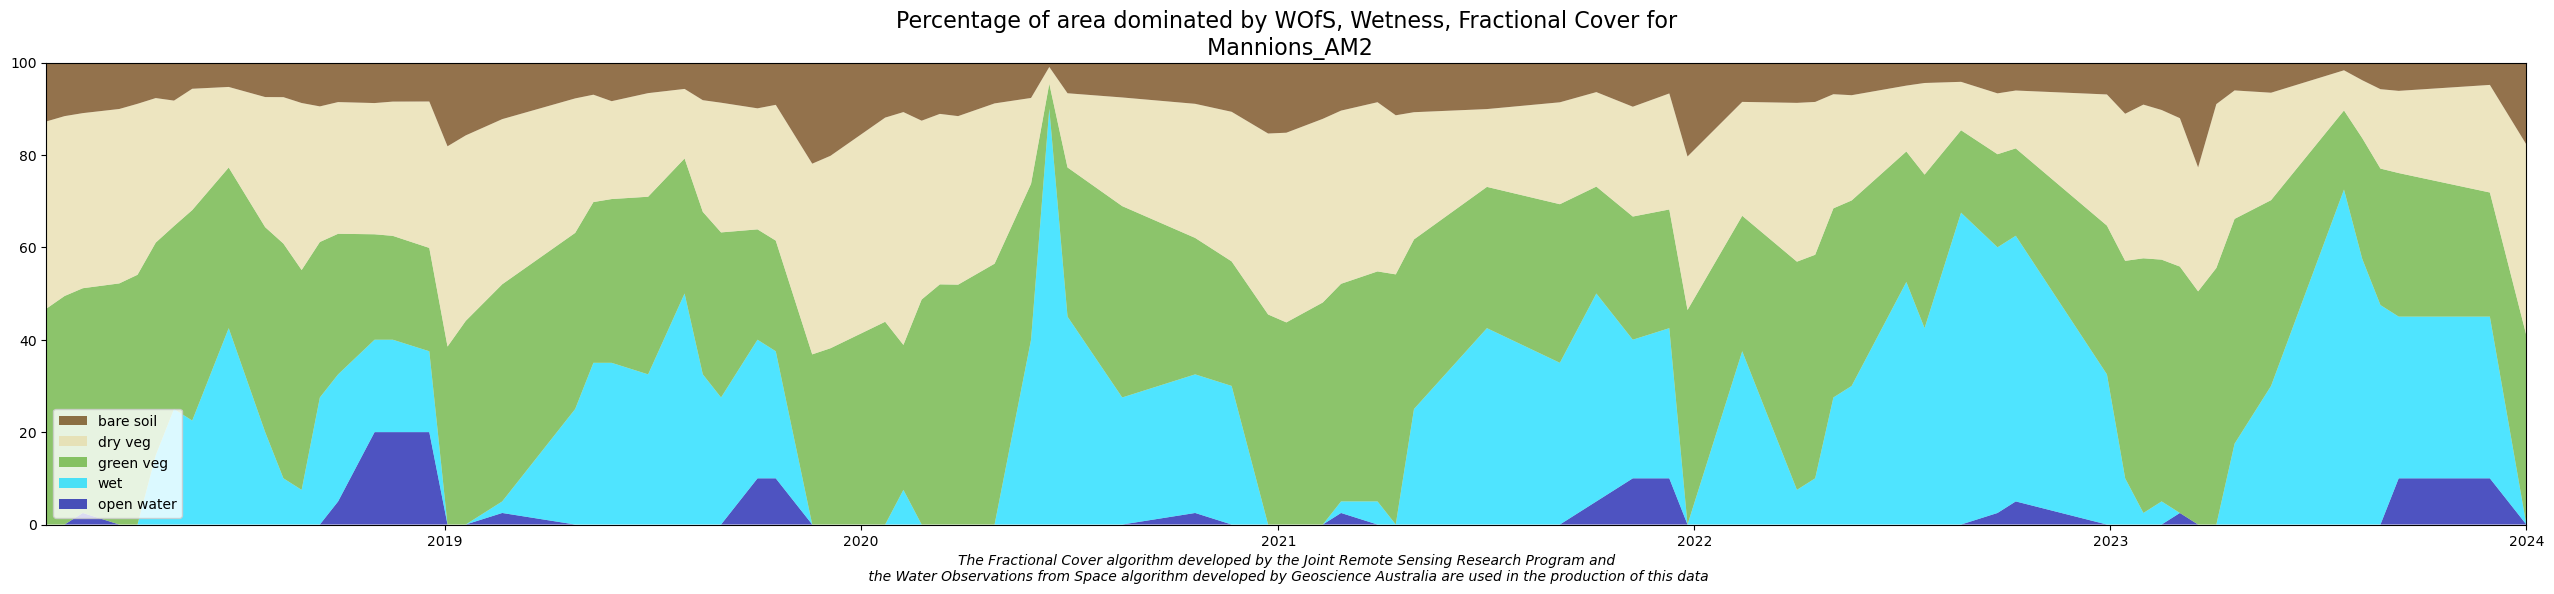 Percentage of area dominated by WOfS, Wetness, Fractional Cover for
Mannions_AM2
100
80
60
40
20
0
bare soil
dry veg
green veg
wet
open water
2019
2020
2021
2022
2023
2024
The Fractional Cover algorithm developed by the Joint Remote Sensing Research Program and
the Water Observations from Space algorithm developed by Geoscience Australia are used in the production of this data